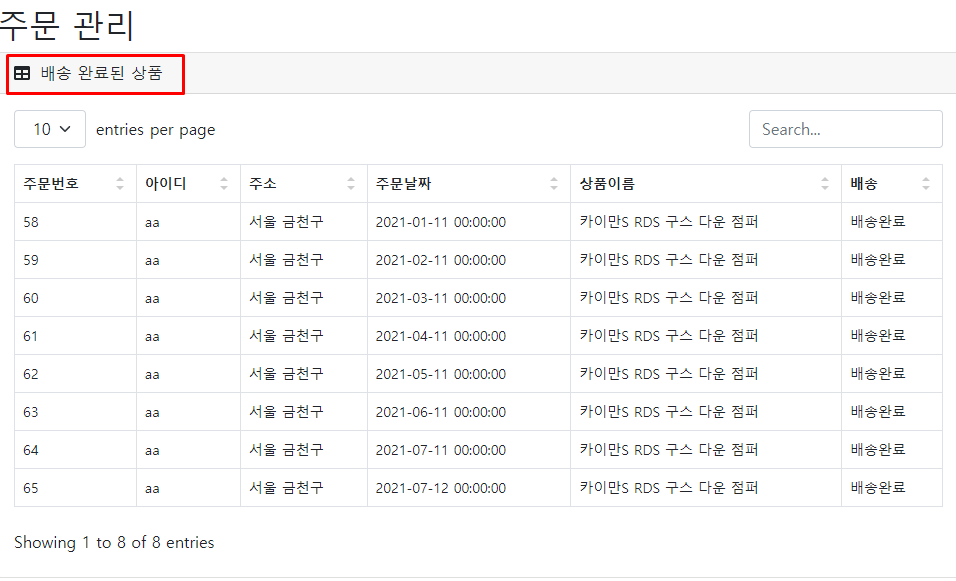 주문 관리
배송 완료된 상품
10 entries per page Search...
주문번호 아이디 주소 주문날짜 상품이름 배송
58 aa 서울 금천구 2021-01-11 00:00:00 카이만S RDS 구스 다운 점퍼 배송완료
59 aa 서울 금천구 2021-02-11 00:00:00 카이만S RDS 구스 다운 점퍼 배송완료
60 aa 서울 금천구 2021-03-11 00:00:00 카이만S RDS 구스 다운 점퍼 배송완료
61 aa 서울 금천구 2021-04-11 00:00:00 카이만S RDS 구스 다운 점퍼 배송완료
62 aa 서울 금천구 2021-05-11 00:00:00 카이만S RDS 구스 다운 점퍼 배송완료
63 aa 서울 금천구 2021-06-11 00:00:00 카이만S RDS 구스 다운 점퍼 배송완료
64 aa 서울 금천구 2021-07-11 00:00:00 카이만S RDS 구스 다운 점퍼 배송완료
65 aa 서울 금천구 2021-07-12 00:00:00 카이만S RDS 구스 다운 점퍼 배송완료
Showing 1 to 8 of 8 entries